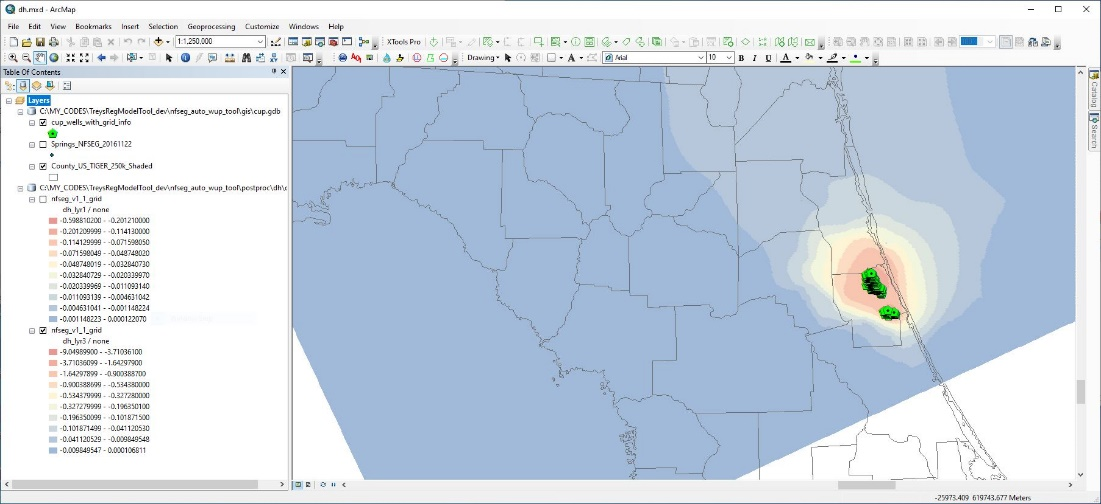 dh.mxd - ArcMap
File Edit View Bookmarks Insert Selection Geoprocessing Customize Windows Help
1:1,250,000 XTools Pro
Drawing Arial 10 B I U A
Table Of Contents
Layers
C:\MY_CODES\TreysRegModelTool_dev\nfseg_auto_wup_tool\gis\cup.gdb
cup_wells_with_grid_info
Springs_NFSEG_20161122
County_US_TIGER_250k_Shaded
C:\MY_CODES\TreysRegModelTool_dev\nfseg_auto_wup_tool\postproc\dh\c
nfseg_v1_1_grid
dh_lyr1 / none
-0.598810200 - -0.201210000
-0.201209999 - -0.114130000
-0.114129999 - -0.071598050
-0.071598049 - -0.048748020
-0.048748019 - -0.032840730
-0.032840729 - -0.020339970
-0.020339969 - -0.011093140
-0.011093139 - -0.004631042
-0.004631041 - -0.001148224
-0.001148223 - 0.000122070
nfseg_v1_1_grid
dh_lyr3 / none
-9.04989900 - -3.71036100
-3.71036099 - -1.64297900
-1.64297899 - -0.900388700
-0.900388699 - -0.534380000
-0.534379999 - -0.327280000
-0.327279999 - -0.196350100
-0.196350099 - -0.101871500
-0.101871499 - -0.041120530
-0.041120529 - -0.009849548
-0.009849547 - 0.000106811
Catalog
Search
-25973.409 619743.677 Meters